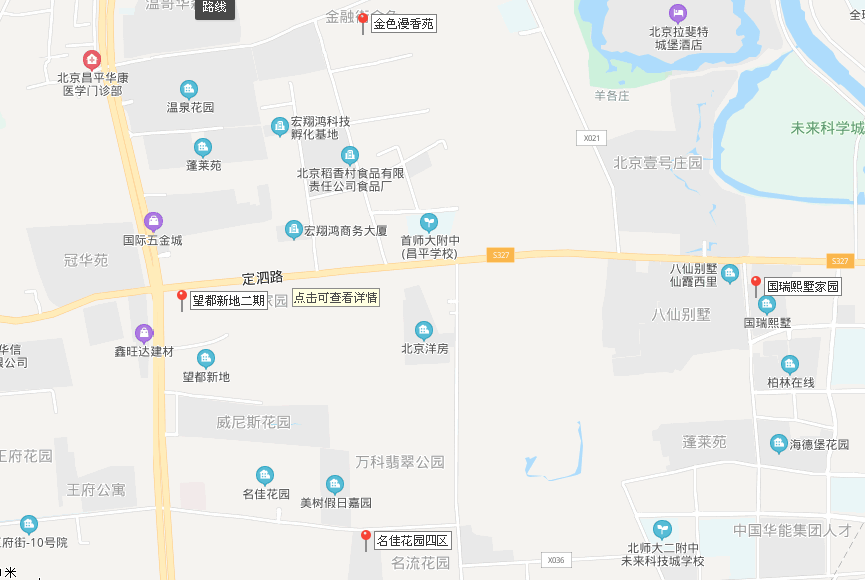 路线
金融街金色
金色漫香苑
北京拉斐特
城堡酒店
北京昌平华康
医学门诊部
温泉花园
羊各庄
宏翔鸿科技
孵化基地
未来科学城
X021
蓬莱苑
北京稻香村食品有限
责任公司食品厂
北京壹号庄园
国际五金城
宏翔鸿商务大厦
首师大附中
(昌平学校)
S327
S327
冠华苑
定泗路
八仙别墅
仙霞西里
国瑞熙墅家园
望都新地二期
家园
点击可查看详情
八仙别墅
国瑞熙墅
鑫旺达建材
北京洋房
华信
限公司
望都新地
柏林在线
威尼斯花园
蓬莱苑
海德堡花园
王府花园
万科翡翠公园
王府公寓
名佳花园
美树假日嘉园
王府街-10号院
名佳花园四区
北师大二附中
未来科技城学校
中国华能集团人才
名流花园
X036
米